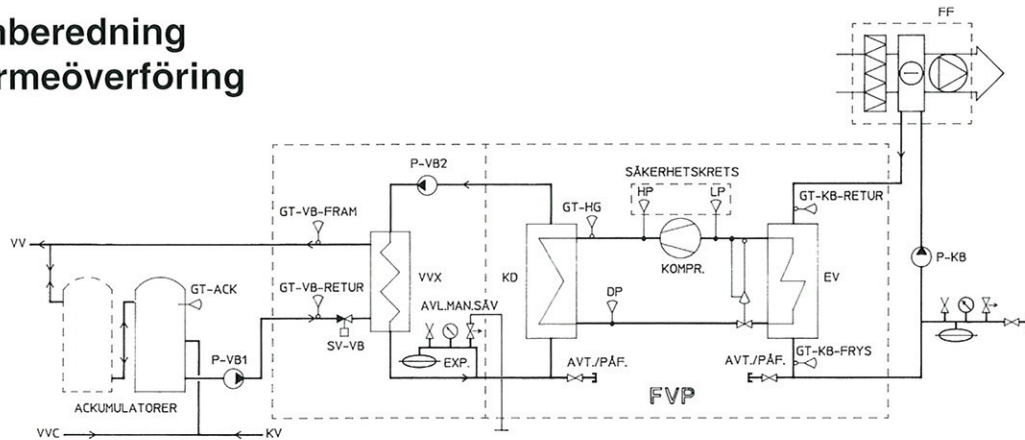 nberedning
rmeöverföring
FF
P-VB2
SÄKERHETSKRETS
HP
LP
GT-HG
GT-KB-RETUR
GT-VB-FRAM
VV
GT-ACK
GT-VB-RETUR
VVX
KD
KOMPR.
EV
P-KB
AVL.MAN.SÄV
DP
SV-VB
P-VB1
EXP.
AVT./PÅF.
AVT./PÅF.
GT-KB-FRYS
FVP
ACKUMULATORER
VVC
KV